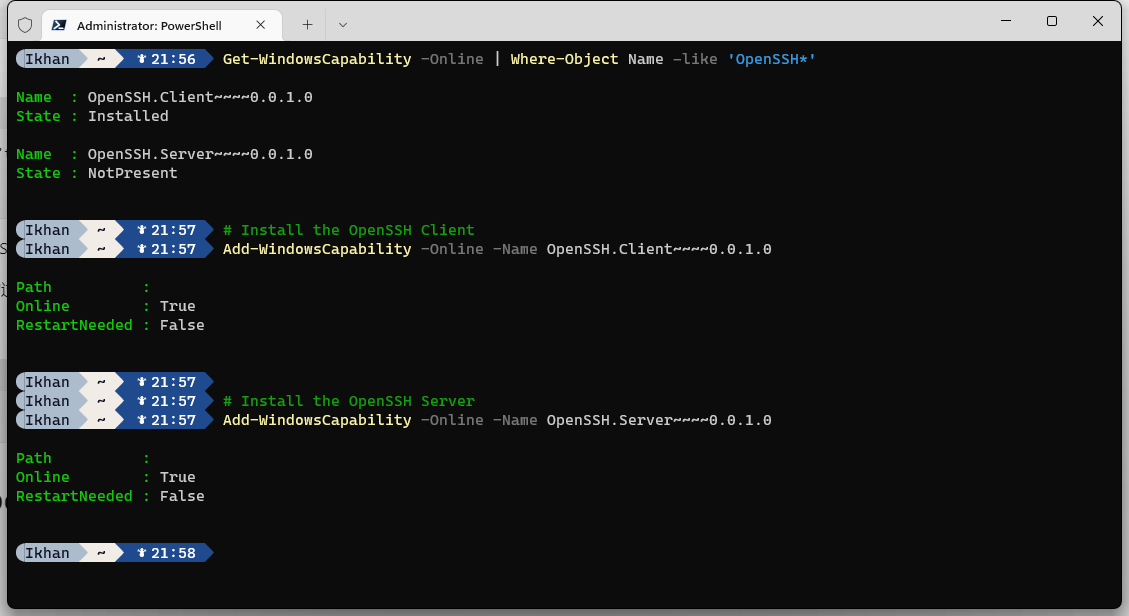 Administrator: PowerShell
Ikhan ~ 21:56 Get-WindowsCapability -Online | Where-Object Name -like 'OpenSSH*'
Name : OpenSSH.Client~~~~0.0.1.0
State : Installed
Name : OpenSSH.Server~~~~0.0.1.0
State : NotPresent
Ikhan ~ 21:57 # Install the OpenSSH Client
Ikhan ~ 21:57 Add-WindowsCapability -Online -Name OpenSSH.Client~~~~0.0.1.0
Path :
Online : True
RestartNeeded : False
Ikhan ~ 21:57
Ikhan ~ 21:57 # Install the OpenSSH Server
Ikhan ~ 21:57 Add-WindowsCapability -Online -Name OpenSSH.Server~~~~0.0.1.0
Path :
Online : True
RestartNeeded : False
Ikhan ~ 21:58